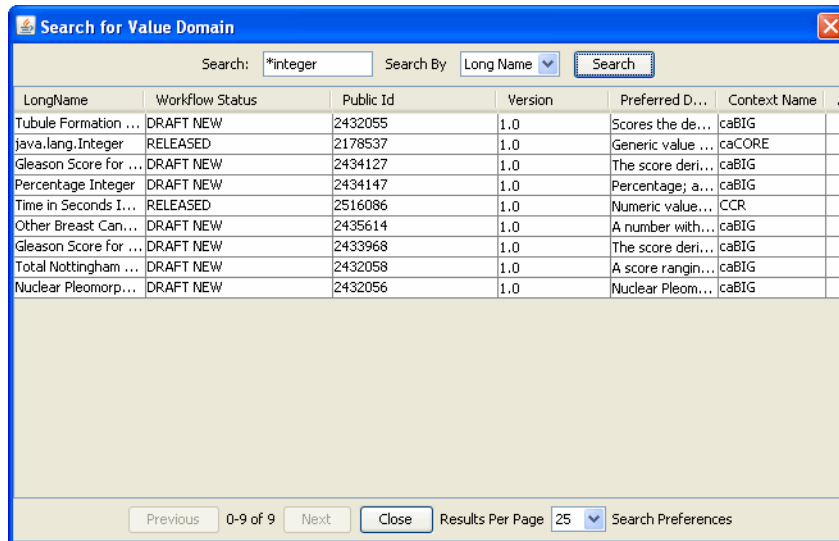 Search for Value Domain
Search: *integer Search By Long Name Search
LongName Workflow Status Public Id Version Preferred D... Context Name
Tubule Formation ... DRAFT NEW 2432055 1.0 Scores the de... caBIG
java.lang.Integer RELEASED 2178537 1.0 Generic value ... caCORE
Gleason Score for ... DRAFT NEW 2434127 1.0 The score deri... caBIG
Percentage Integer DRAFT NEW 2434147 1.0 Percentage; a... caBIG
Time in Seconds I... RELEASED 2516086 1.0 Numeric value... CCR
Other Breast Can... DRAFT NEW 2435614 1.0 A number with... caBIG
Gleason Score for ... DRAFT NEW 2433968 1.0 The score deri... caBIG
Total Nottingham ... DRAFT NEW 2432058 1.0 A score rangin... caBIG
Nuclear Pleomorp... DRAFT NEW 2432056 1.0 Nuclear Pleom... caBIG
Previous 0-9 of 9 Next Close Results Per Page 25 Search Preferences